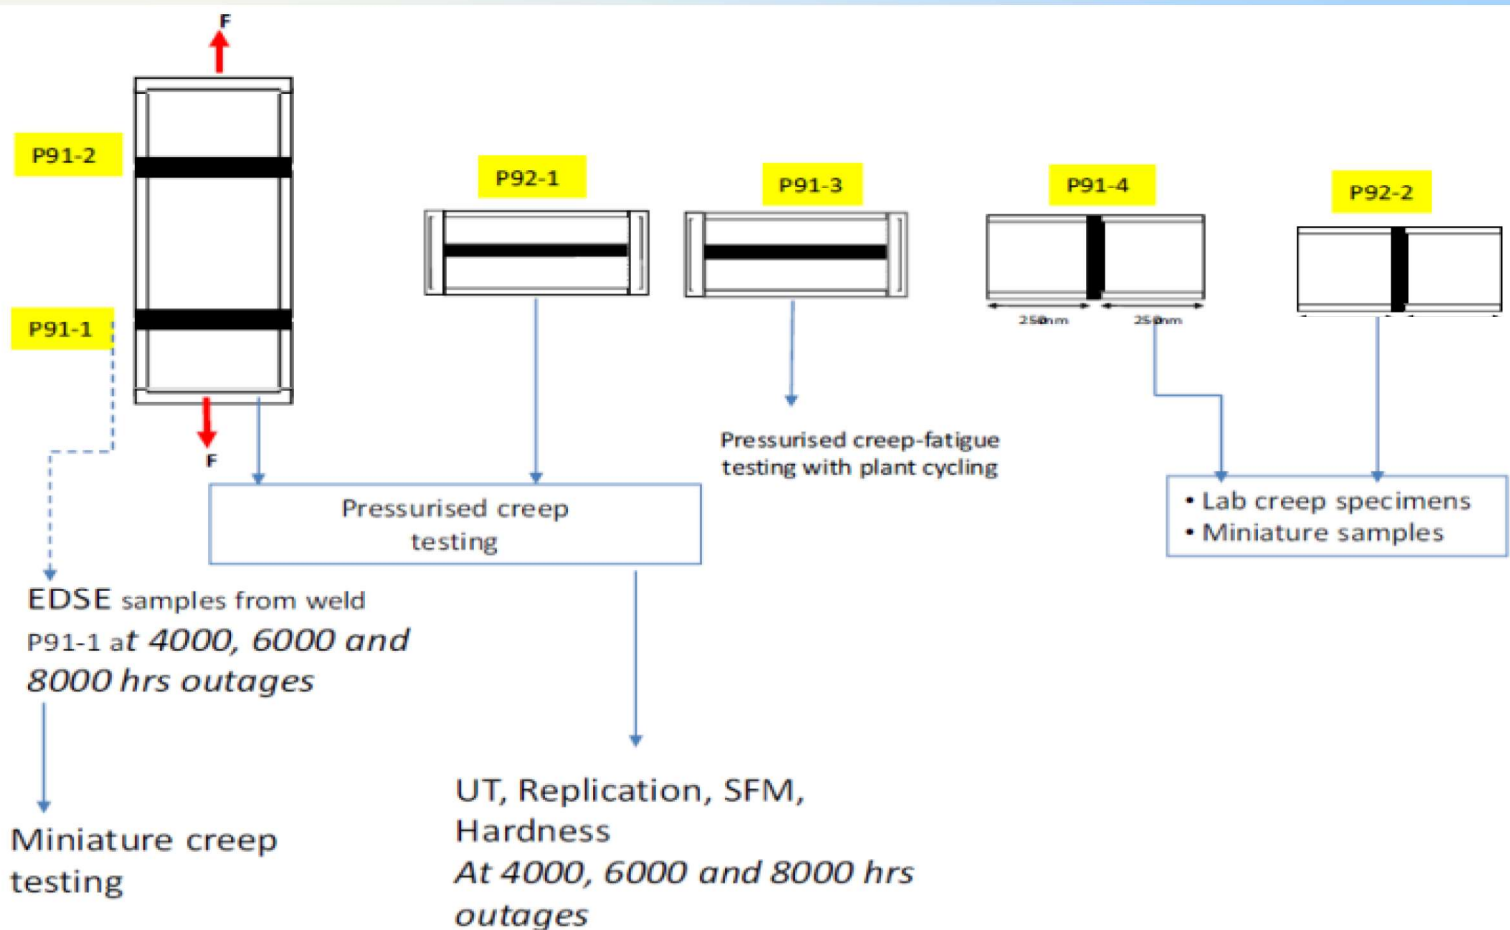 F
P91-2
P92-1
P91-3
P91-4
P92-2
P91-1
250mm
250mm
F
Pressurised creep-fatigue
testing with plant cycling
Pressurised creep
testing
• Lab creep specimens
• Miniature samples
EDSE samples from weld
P91-1 at 4000, 6000 and
8000 hrs outages
UT, Replication, SFM,
Hardness
At 4000, 6000 and 8000 hrs
outages
Miniature creep
testing